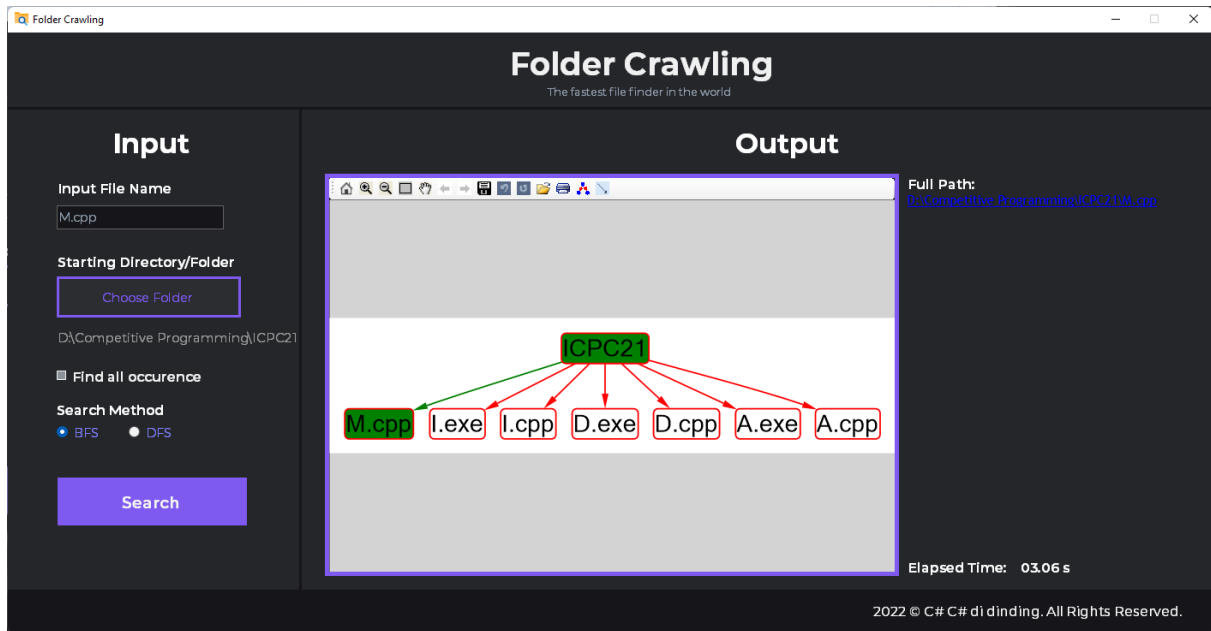 Folder Crawling
Folder Crawling
The fastest file finder in the world
Input
Input File Name
M.cpp
Starting Directory/Folder
Choose Folder
D\Competitive Programming\ICPC21
Find all occurence
Search Method
BFS DFS
Search
Output
ICPC21
M.cpp I.exe I.cpp D.exe D.cpp A.exe A.cpp
Full Path:
D:\Competitive Programming\ICPC21\M.cpp
Elapsed Time: 03.06 s
2022 © C# C# di dinding. All Rights Reserved.